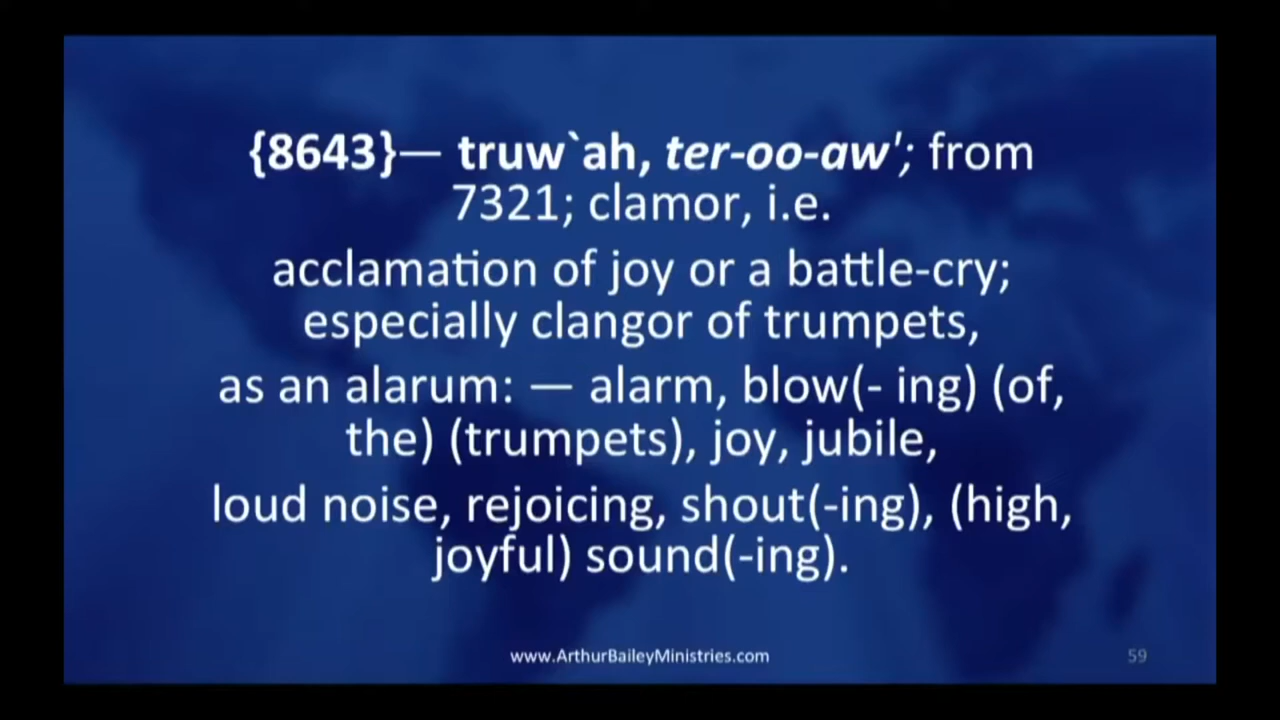 {8643}— truw`ah, ter-oo-aw'; from
7321; clamor, i.e.
acclamation of joy or a battle-cry;
especially clangor of trumpets,
as an alarum: — alarm, blow(- ing) (of,
the) (trumpets), joy, jubile,
loud noise, rejoicing, shout(-ing), (high,
joyful) sound(-ing).
www.ArthurBaileyMinistries.com
59